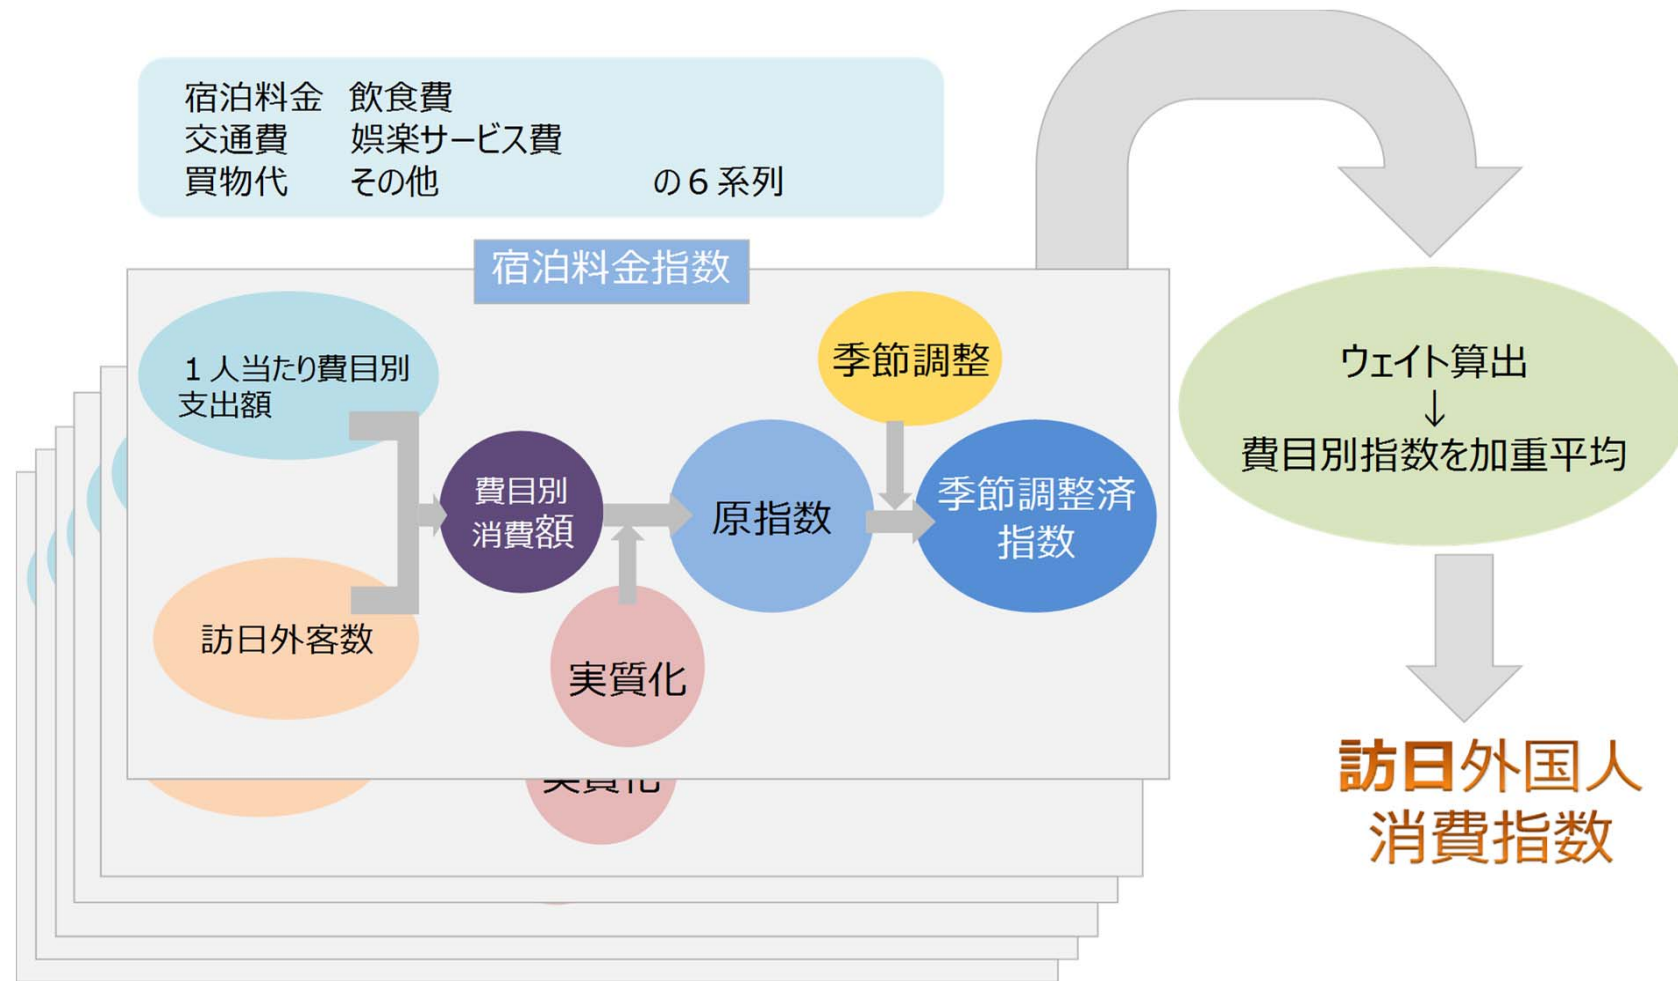 宿泊料金 飲食費
交通費 娯楽サービス費
買物代 その他 の6系列
宿泊料金指数
1人当たり費目別
支出額
訪日外客数
費目別
消費額
実質化
原指数
季節調整
季節調整済
指数
実質化
ウェイト算出
↓
費目別指数を加重平均
訪日外国人
消費指数